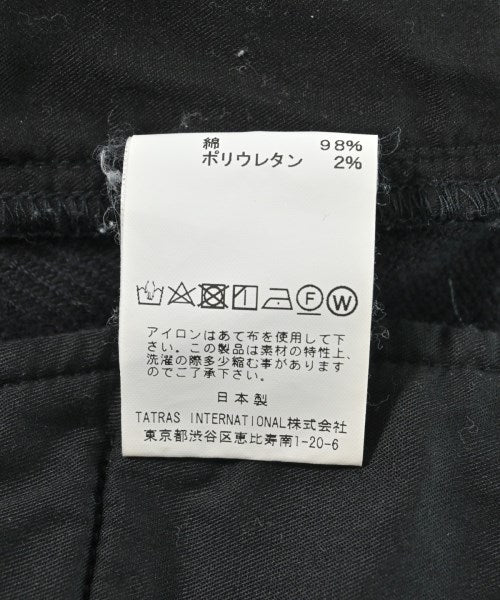 綿 98%
ポリウレタン 2%
F W
アイロンはあて布を使用して下
さい。この製品は素材の特性上、
洗濯の際多少縮む事があります
のでご了承下さい。
日本製
TATRAS INTERNATIONAL株式会社
東京都渋谷区恵比寿南1-20-6